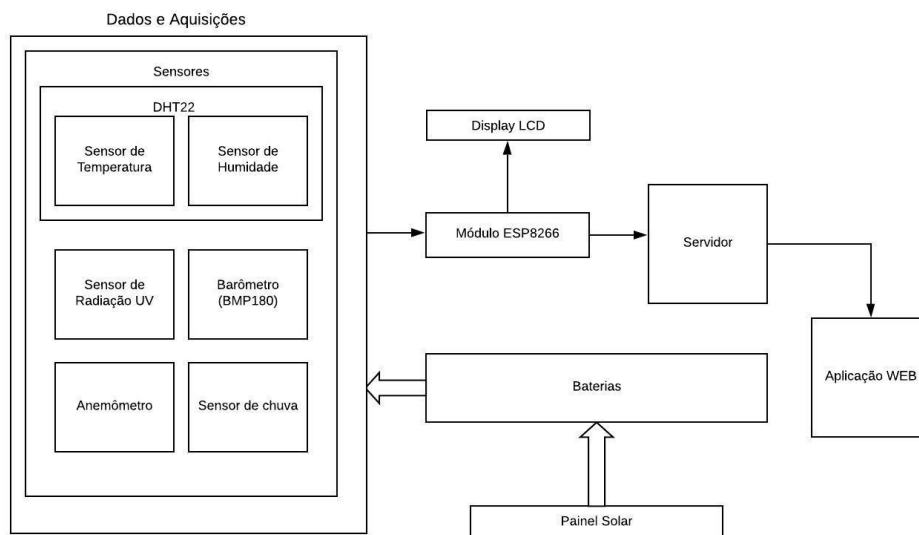 Dados e Aquisições
Sensores
DHT22
Sensor de
Temperatura
Sensor de
Humidade
Sensor de
Radiação UV
Barômetro
(BMP180)
Anemômetro
Sensor de chuva
Display LCD
Módulo ESP8266
Servidor
Aplicação WEB
Baterias
Painel Solar